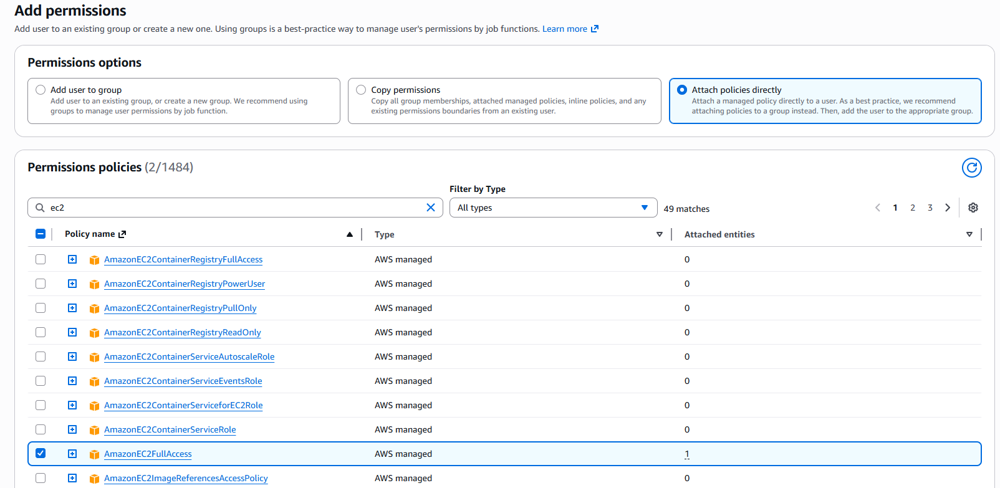 Add permissions
Add user to an existing group or create a new one. Using groups is a best-practice way to manage user's permissions by job functions. Learn more
Permissions options
Add user to group
Add user to an existing group, or create a new group. We recommend using
groups to manage user permissions by job function.
Copy permissions
Copy all group memberships, attached managed policies, inline policies, and any
existing permissions boundaries from an existing user.
Attach policies directly
Attach a managed policy directly to a user. As a best practice, we recommend
attaching policies to a group instead. Then, add the user to the appropriate group.
Permissions policies (2/1484)
Filter by Type
ec2 All types 49 matches 1 2 3
Policy name Type Attached entities
AmazonEC2ContainerRegistryFullAccess AWS managed 0
AmazonEC2ContainerRegistryPowerUser AWS managed 0
AmazonEC2ContainerRegistryPullOnly AWS managed 0
AmazonEC2ContainerRegistryReadOnly AWS managed 0
AmazonEC2ContainerServiceAutoscaleRole AWS managed 0
AmazonEC2ContainerServiceEventsRole AWS managed 0
AmazonEC2ContainerServiceforEC2Role AWS managed 0
AmazonEC2ContainerServiceRole AWS managed 0
AmazonEC2FullAccess AWS managed 1
AmazonEC2ImageReferencesAccessPolicy AWS managed 0